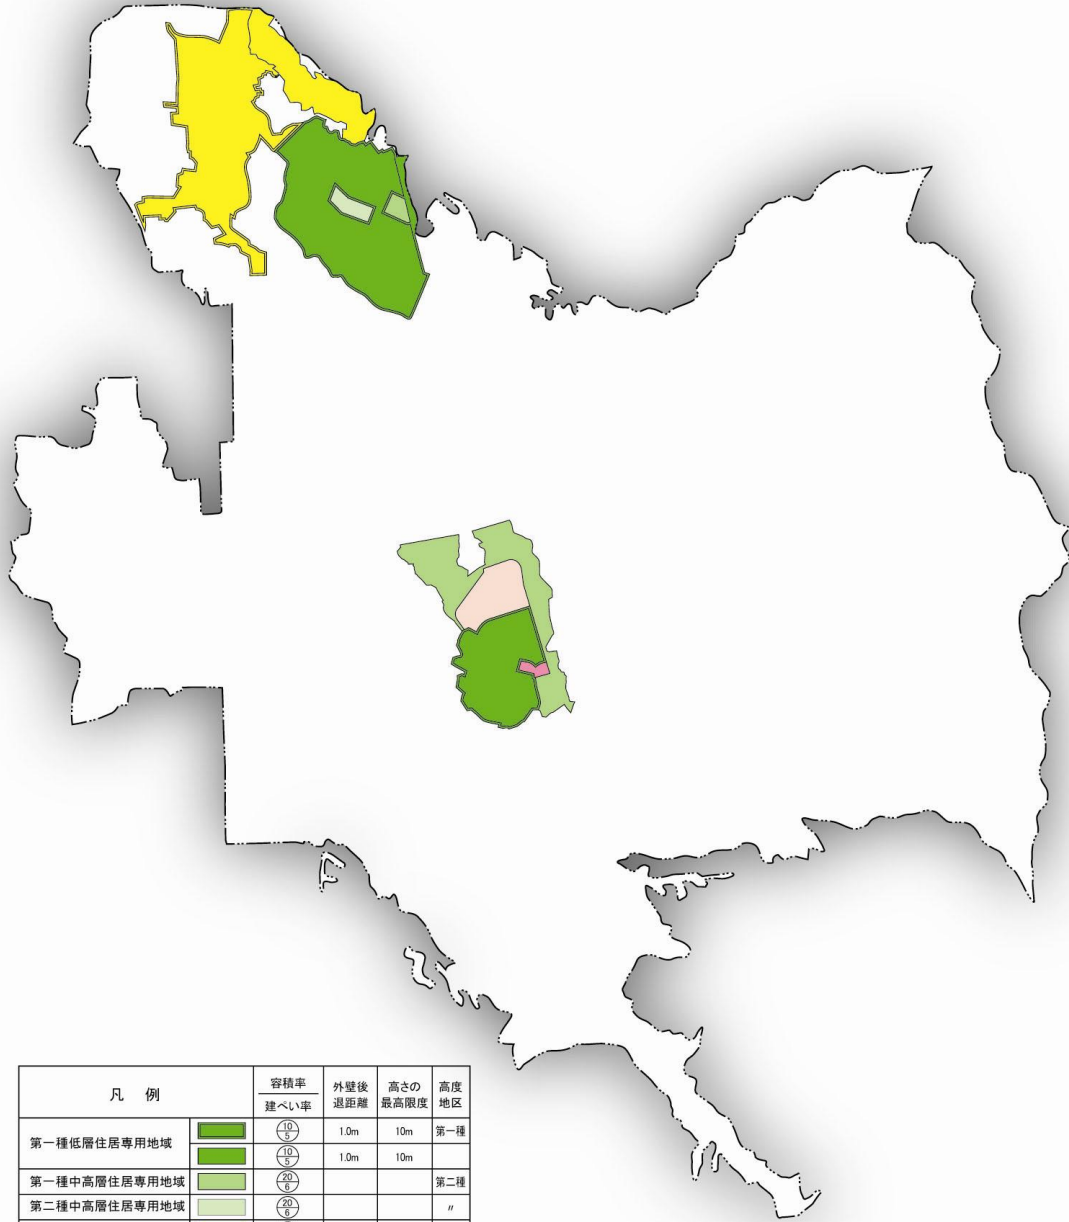 凡 例 容積率 外壁後 高さの 高度
建ぺい率 退距離 最高限度 地区
第一種低層住居専用地域 10/5 1.0m 10m 第一種
10/5 1.0m 10m
第一種中高層住居専用地域 20/6 第二種
第二種中高層住居専用地域 20/6 〃